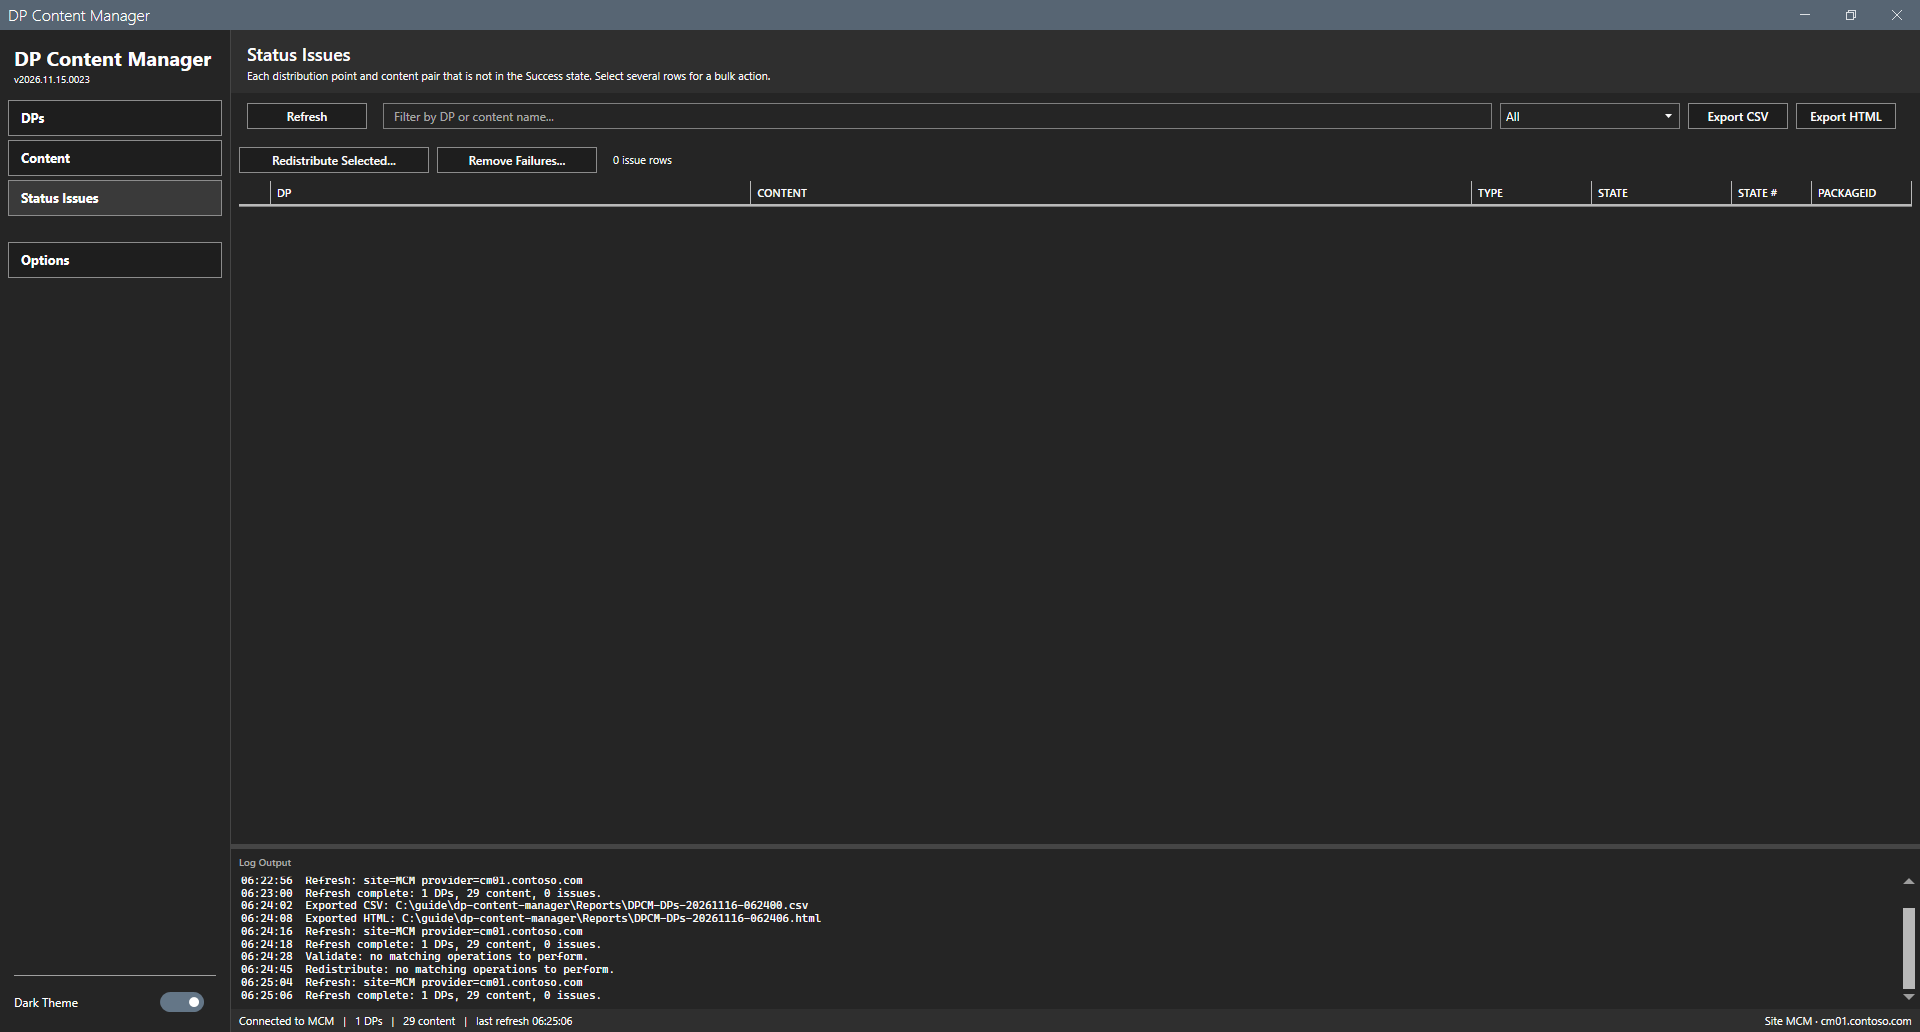 DP Content Manager
DP Content Manager
v2026.11.15.0023
DPs
Content
Status Issues
Options
Dark Theme
Status Issues
Each distribution point and content pair that is not in the Success state. Select several rows for a bulk action.
Refresh
Filter by DP or content name...
All
Export CSV
Export HTML
Redistribute Selected...
Remove Failures...
0 issue rows
DP CONTENT TYPE STATE STATE # PACKAGEID
Log Output
06:22:56 Refresh: site=MCM provider=cm01.contoso.com
06:23:00 Refresh complete: 1 DPs, 29 content, 0 issues.
06:24:02 Exported CSV: C:\guide\dp-content-manager\Reports\DPCM-DPs-20261116-062400.csv
06:24:08 Exported HTML: C:\guide\dp-content-manager\Reports\DPCM-DPs-20261116-062406.html
06:24:16 Refresh: site=MCM provider=cm01.contoso.com
06:24:18 Refresh complete: 1 DPs, 29 content, 0 issues.
06:24:28 Validate: no matching operations to perform.
06:24:45 Redistribute: no matching operations to perform.
06:25:04 Refresh: site=MCM provider=cm01.contoso.com
06:25:06 Refresh complete: 1 DPs, 29 content, 0 issues.
Connected to MCM | 1 DPs | 29 content | last refresh 06:25:06
Site MCM · cm01.contoso.com